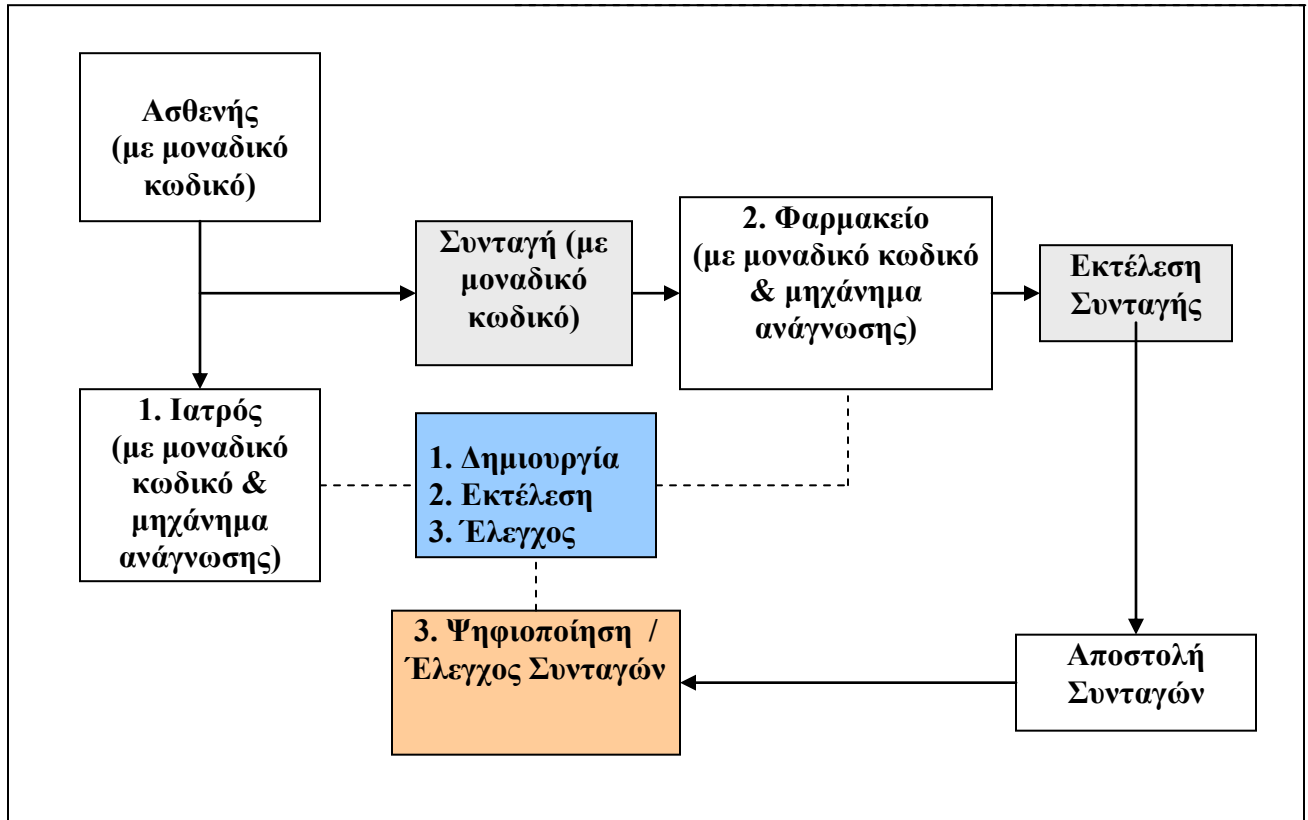 Ασθενής
(με μοναδικό
κωδικό)
Συνταγή (με
μοναδικό
κωδικό)
2. Φαρμακείο
(με μοναδικό κωδικό
& μηχάνημα
ανάγνωσης)
Εκτέλεση
Συνταγής
1. Ιατρός
(με μοναδικό
κωδικό &
μηχάνημα
ανάγνωσης)
1. Δημιουργία
2. Εκτέλεση
3. Έλεγχος
3. Ψηφιοποίηση /
Έλεγχος Συνταγών
Αποστολή
Συνταγών